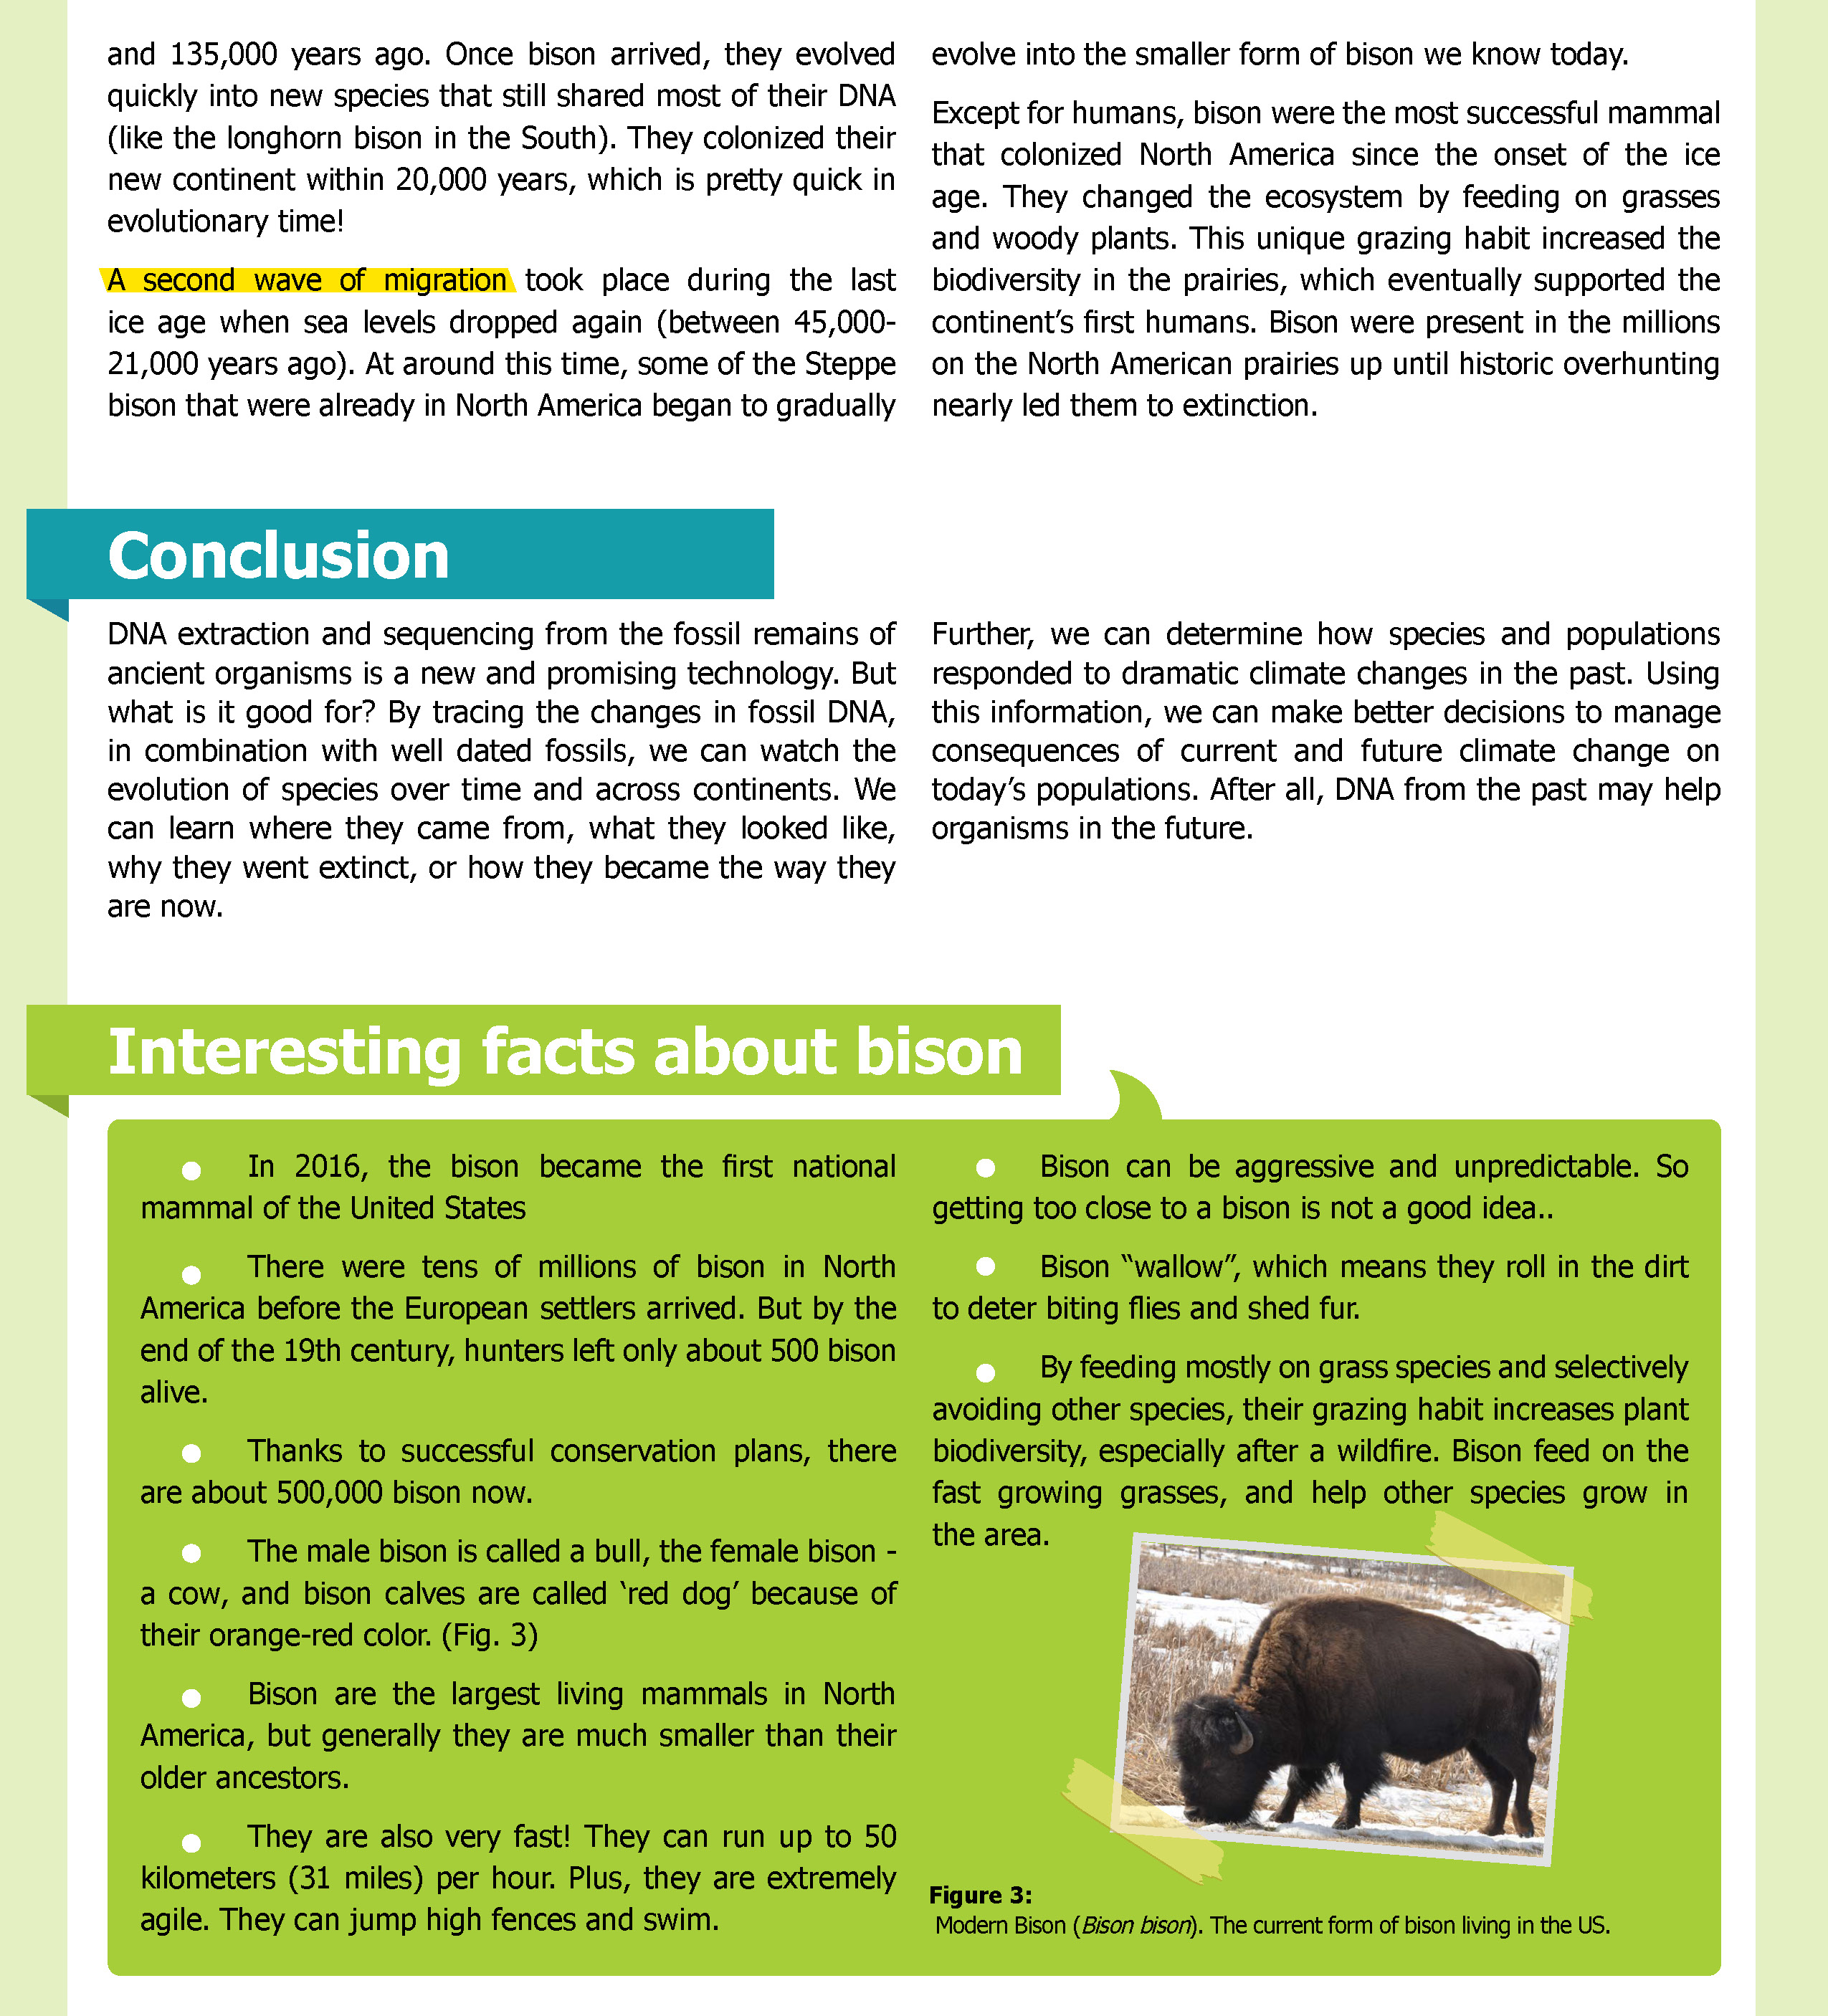 and 135,000 years ago. Once bison arrived, they evolved
quickly into new species that still shared most of their DNA
(like the longhorn bison in the South). They colonized their
new continent within 20,000 years, which is pretty quick in
evolutionary time!
A second wave of migration took place during the last
ice age when sea levels dropped again (between 45,000-
21,000 years ago). At around this time, some of the Steppe
bison that were already in North America began to gradually
evolve into the smaller form of bison we know today.
Except for humans, bison were the most successful mammal
that colonized North America since the onset of the ice
age. They changed the ecosystem by feeding on grasses
and woody plants. This unique grazing habit increased the
biodiversity in the prairies, which eventually supported the
continent’s first humans. Bison were present in the millions
on the North American prairies up until historic overhunting
nearly led them to extinction.
Conclusion
DNA extraction and sequencing from the fossil remains of
ancient organisms is a new and promising technology. But
what is it good for? By tracing the changes in fossil DNA,
in combination with well dated fossils, we can watch the
evolution of species over time and across continents. We
can learn where they came from, what they looked like,
why they went extinct, or how they became the way they
are now.
Further, we can determine how species and populations
responded to dramatic climate changes in the past. Using
this information, we can make better decisions to manage
consequences of current and future climate change on
today’s populations. After all, DNA from the past may help
organisms in the future.
Interesting facts about bison
● In 2016, the bison became the first national
mammal of the United States
● There were tens of millions of bison in North
America before the European settlers arrived. But by the
end of the 19th century, hunters left only about 500 bison
alive.
● Thanks to successful conservation plans, there
are about 500,000 bison now.
● The male bison is called a bull, the female bison -
a cow, and bison calves are called ‘red dog’ because of
their orange-red color. (Fig. 3)
● Bison are the largest living mammals in North
America, but generally they are much smaller than their
older ancestors.
● They are also very fast! They can run up to 50
kilometers (31 miles) per hour. Plus, they are extremely
agile. They can jump high fences and swim.
● Bison can be aggressive and unpredictable. So
getting too close to a bison is not a good idea..
● Bison “wallow”, which means they roll in the dirt
to deter biting flies and shed fur.
● By feeding mostly on grass species and selectively
avoiding other species, their grazing habit increases plant
biodiversity, especially after a wildfire. Bison feed on the
fast growing grasses, and help other species grow in
the area.
Figure 3:
Modern Bison (Bison bison). The current form of bison living in the US.